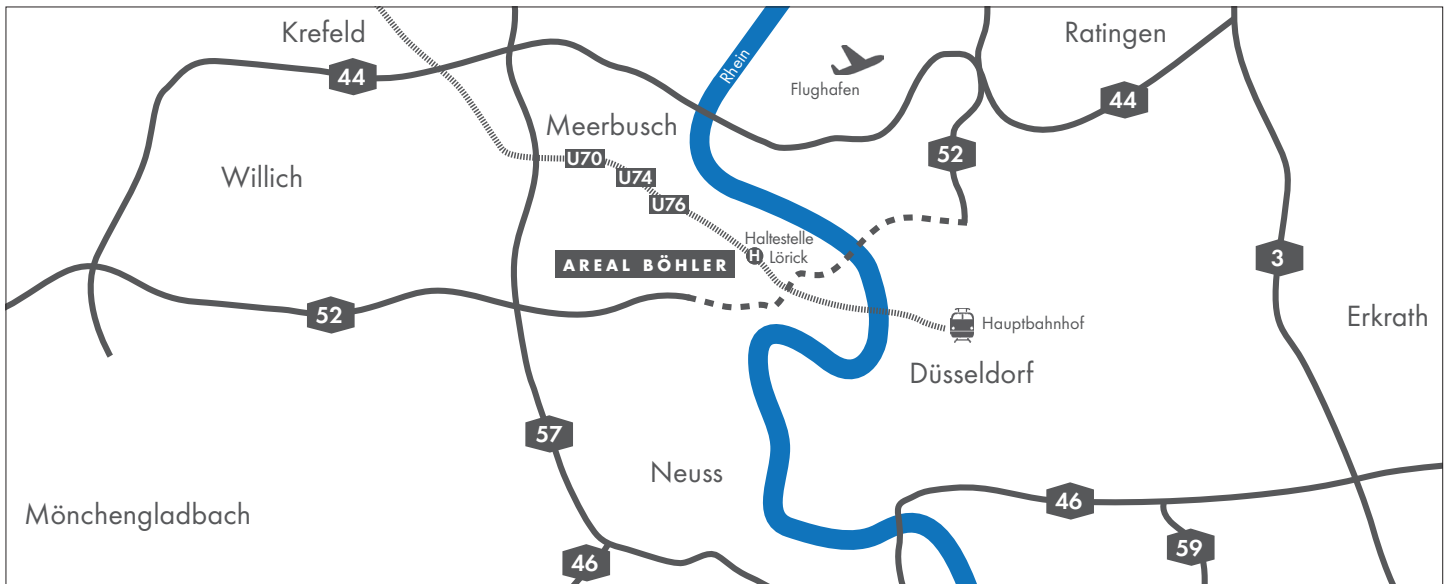 Krefeld
Rhein
Ratingen
44
Flughafen
44
Meerbusch
52
U70
Willich
U74
U76
Haltestelle
H Lörick
AREAL BÖHLER
3
52
Hauptbahnhof
Erkrath
Düsseldorf
57
Neuss
46
Mönchengladbach
59
46